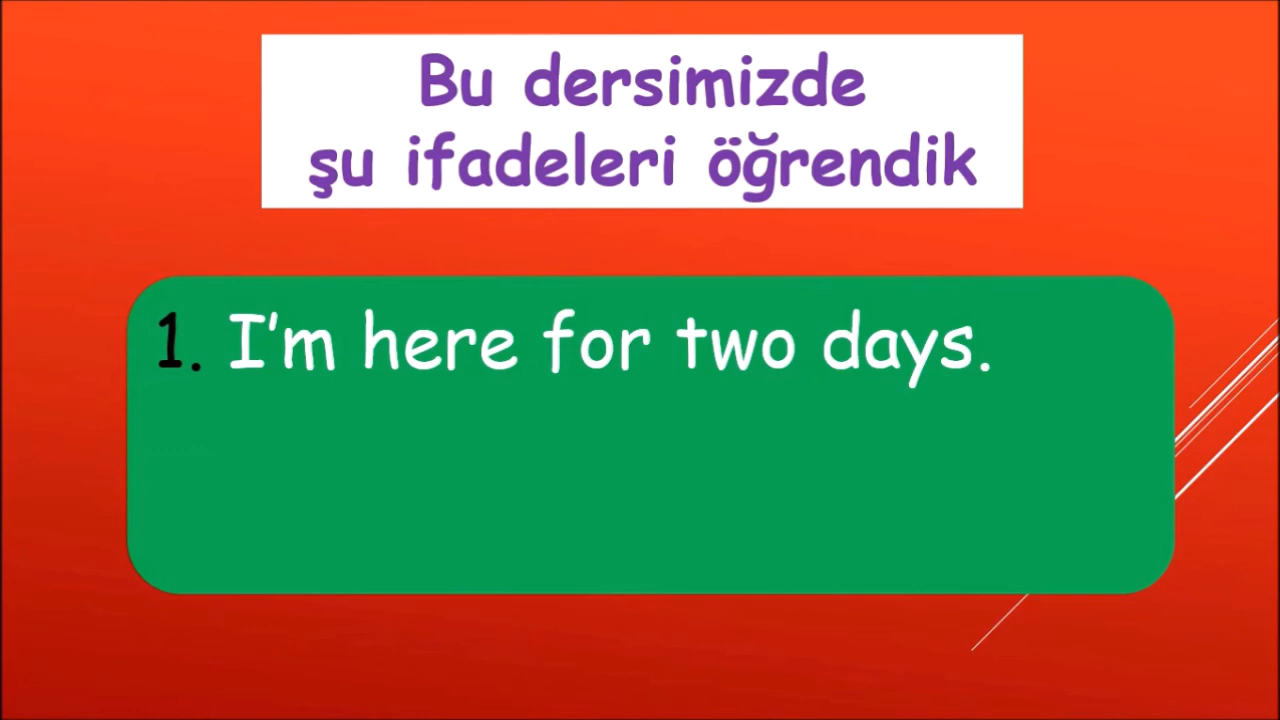 Bu dersimizde
şu ifadeleri öğrendik
1. I'm here for two days.